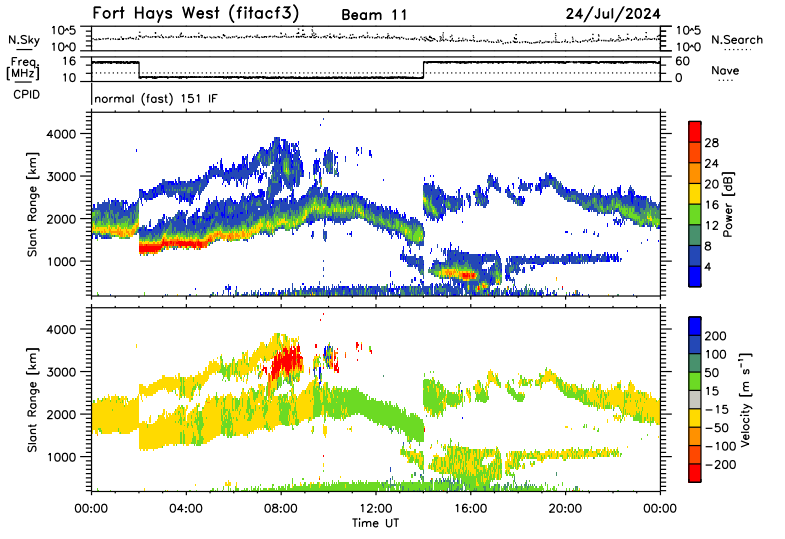 Fort Hays West (fitacf3) Beam 11 24/Jul/2024
N.Sky 10^5 10^0 10^5 10^0 N.Search
Freq. [MHz] 16 10 60 0 Nave
CPID normal (fast) 151 IF
Slant Range [km] 4000 3000 2000 1000
Power [dB] 28 24 20 16 12 8 4
Slant Range [km] 4000 3000 2000 1000
Velocity [m s⁻¹] 200 100 50 15 -15 -50 -100 -200
00:00 04:00 08:00 12:00 16:00 20:00 00:00
Time UT